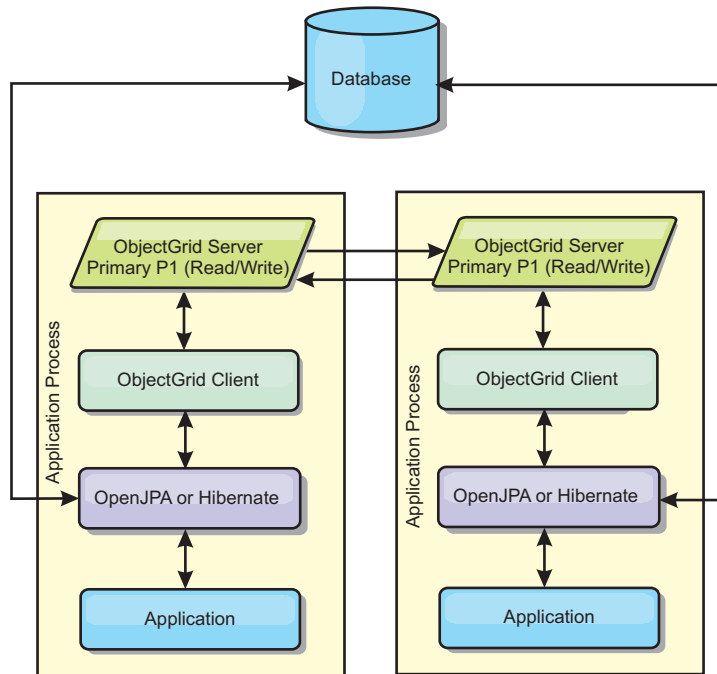 Database
ObjectGrid Server
Primary P1 (Read/Write)
ObjectGrid Client
Application Process
OpenJPA or Hibernate
Application
ObjectGrid Server
Primary P1 (Read/Write)
ObjectGrid Client
Application Process
OpenJPA or Hibernate
Application